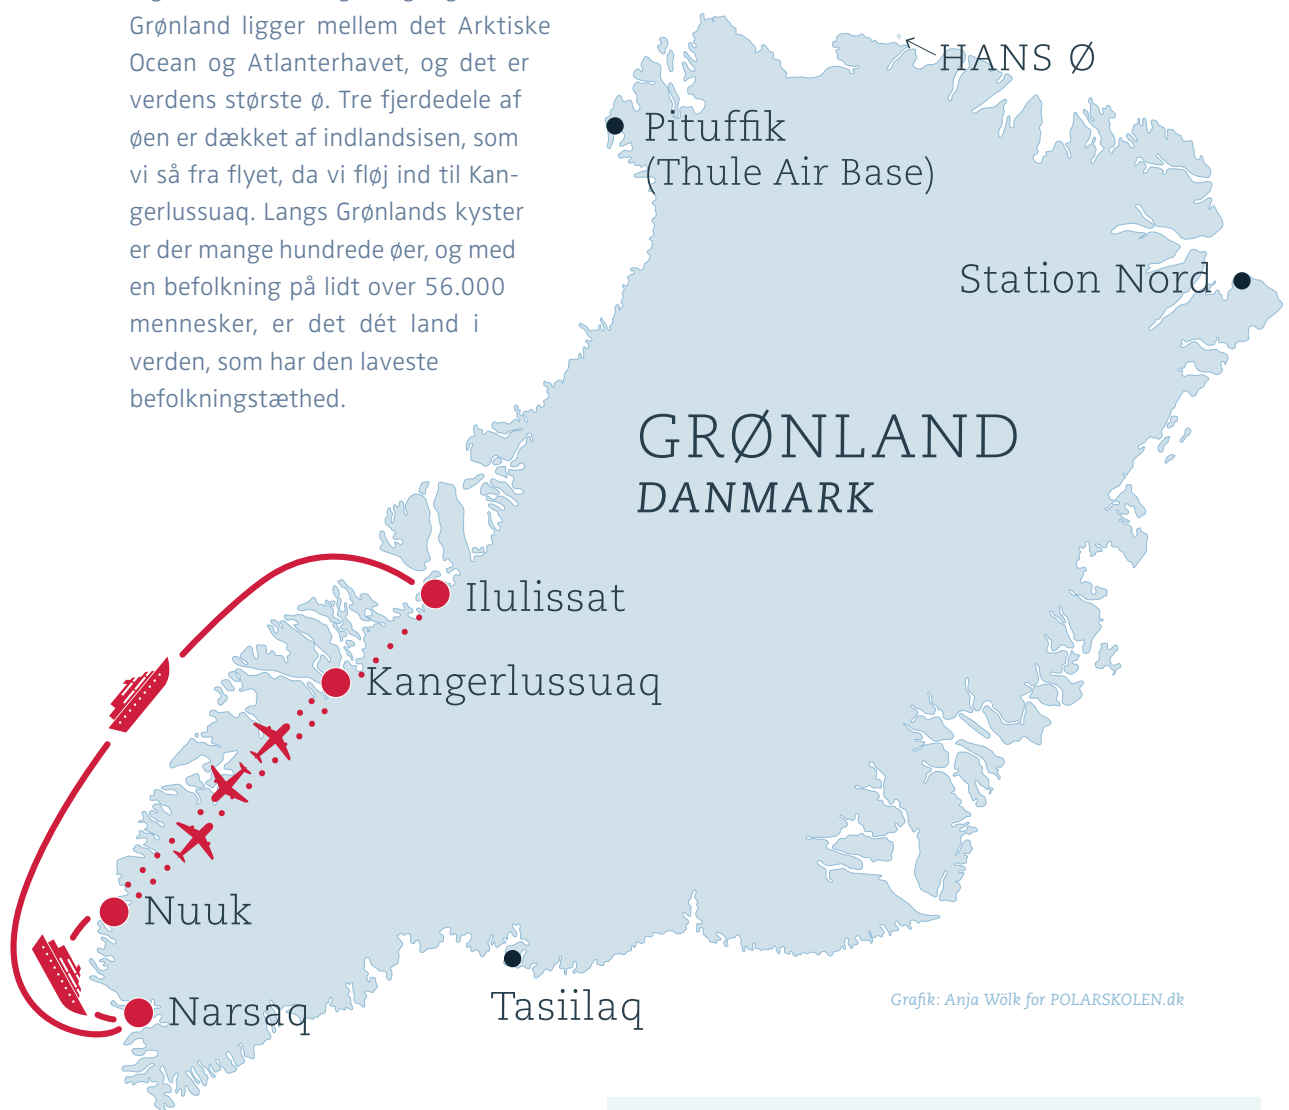 Grønland ligger mellem det Arktiske
Ocean og Atlanterhavet, og det er
verdens største ø. Tre fjerdedele af
øen er dækket af indlandsisen, som
vi så fra flyet, da vi fløj ind til Kan-
gerlussuaq. Langs Grønlands kyster
er der mange hundrede øer, og med
en befolkning på lidt over 56.000
mennesker, er det dét land i
verden, som har den laveste
befolkningstæthed.
HANS Ø
Pituffik
(Thule Air Base)
Station Nord
GRØNLAND
DANMARK
Ilulissat
Kangerlussuaq
Nuuk
Narsaq
Tasiilaq
Grafik: Anja Wölk for POLARSKOLEN.dk